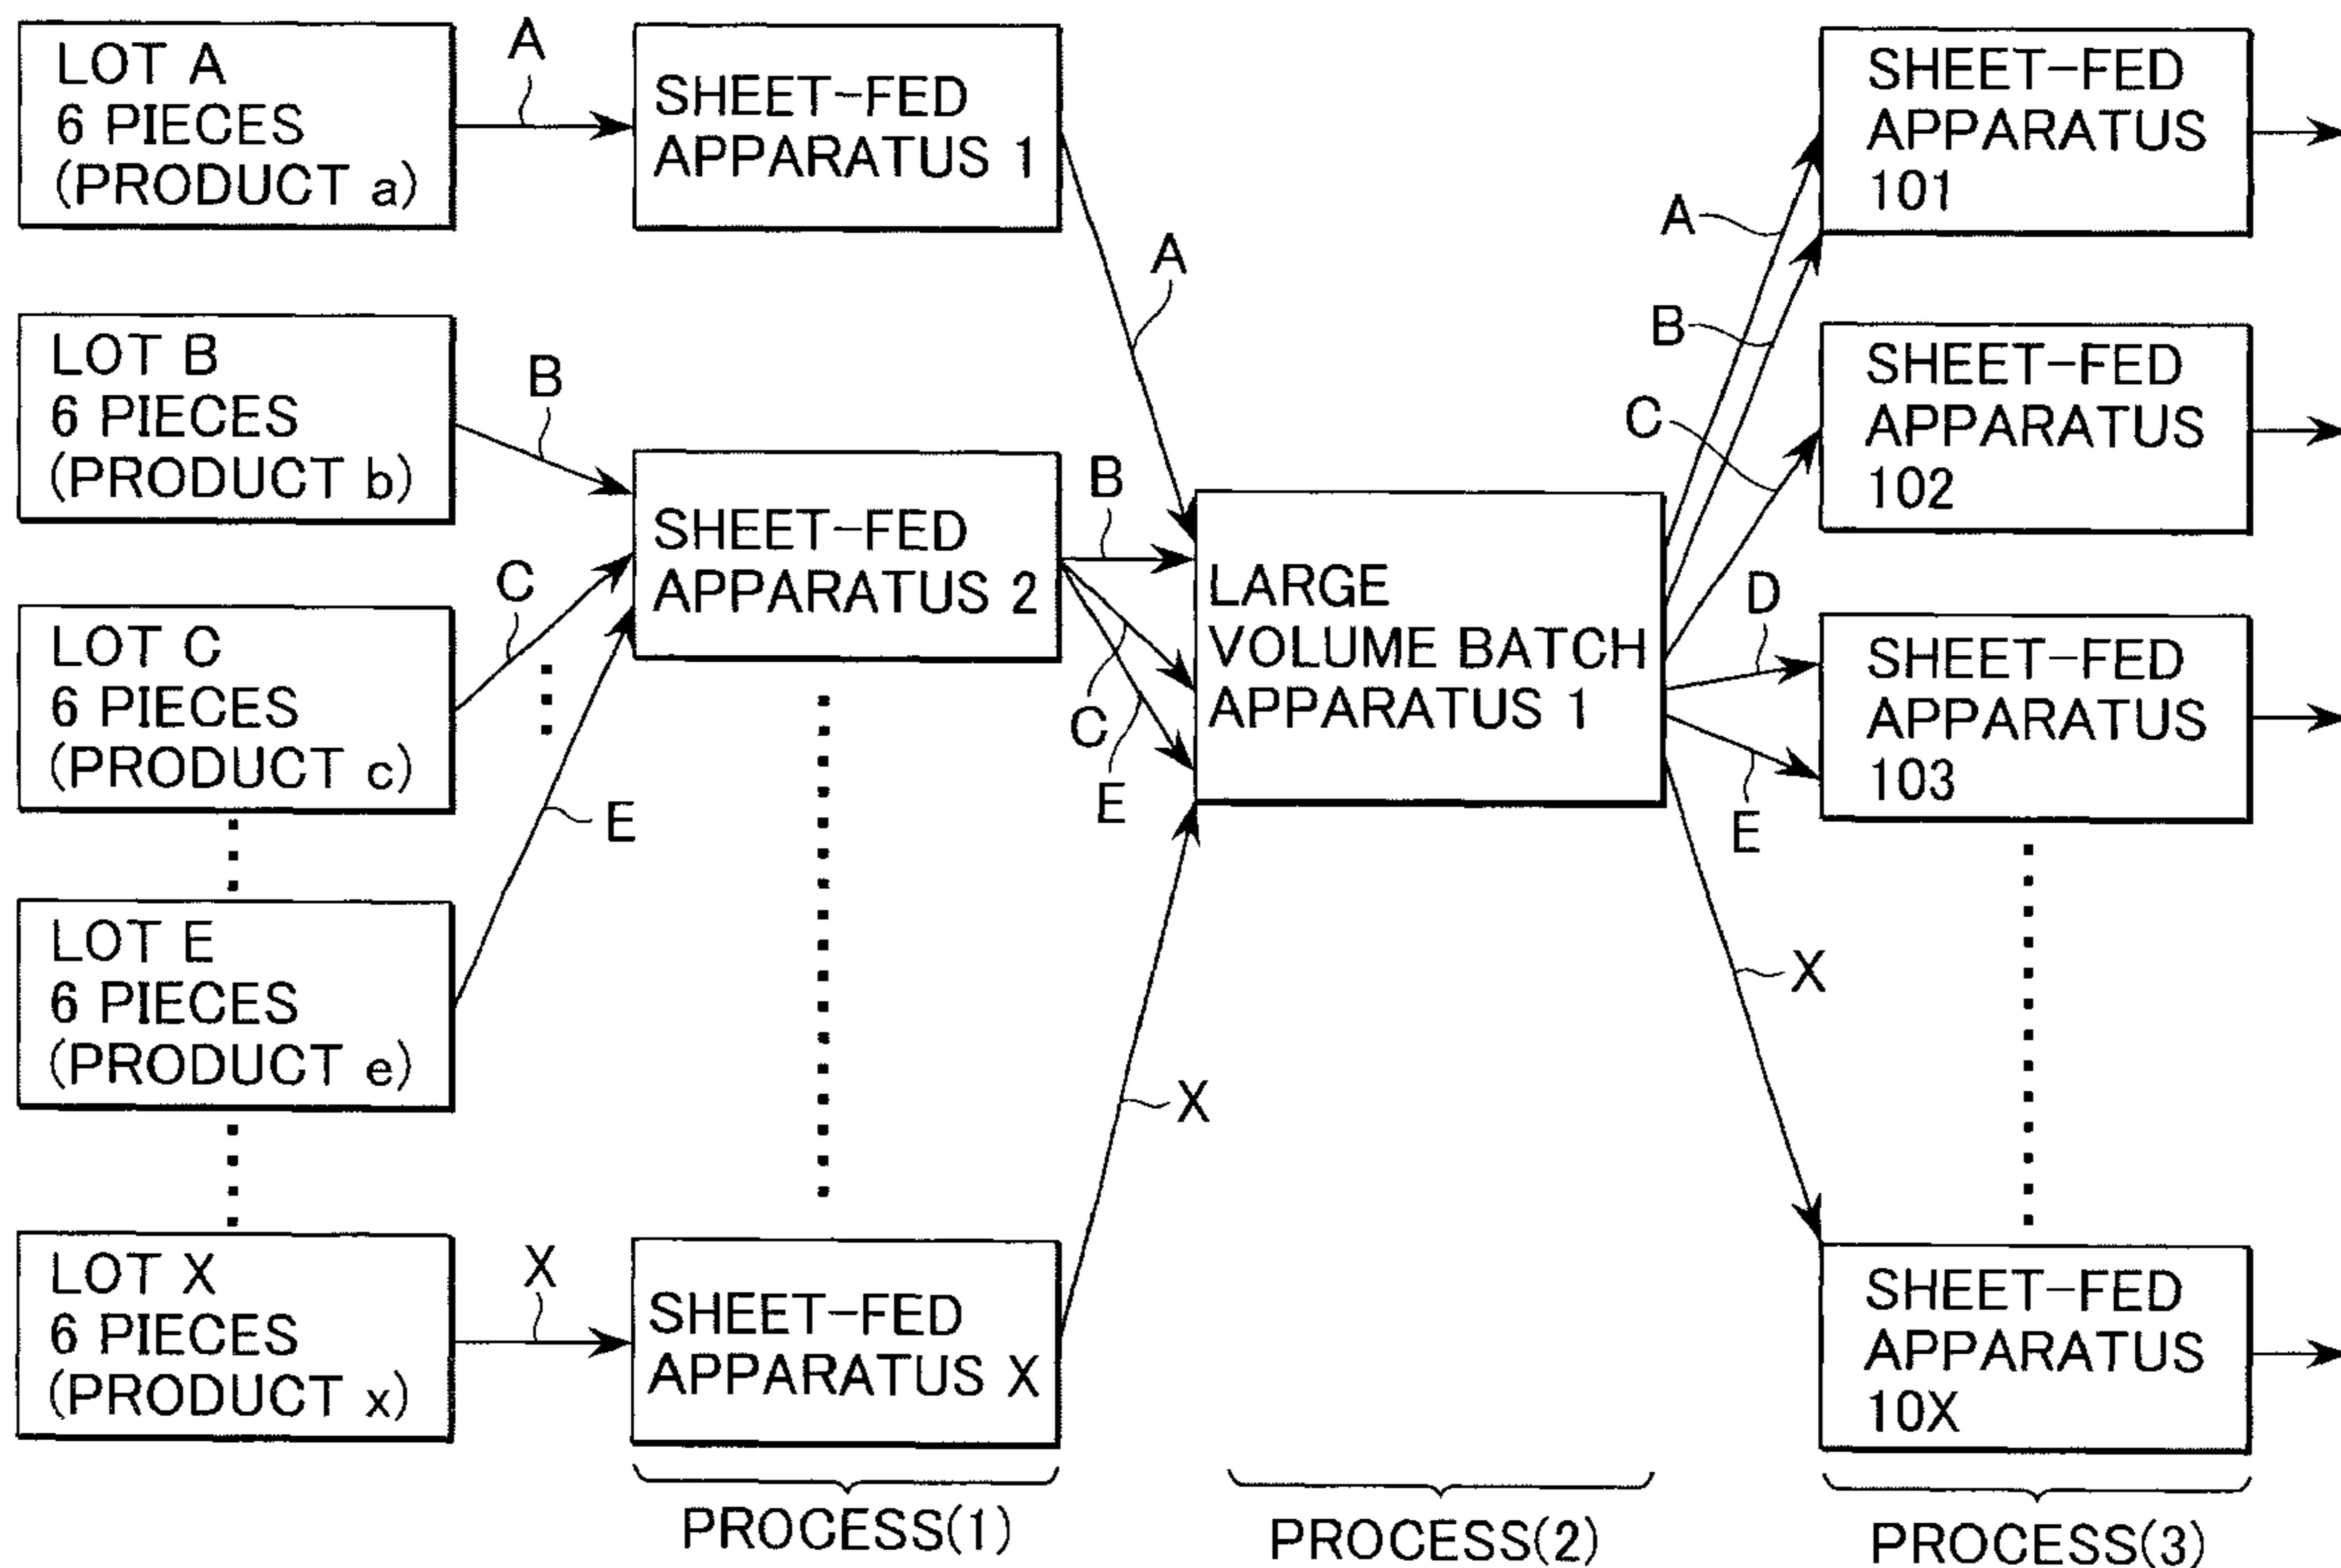 LOT A
6 PIECES
(PRODUCT a)
A
SHEET-FED
APPARATUS 1
A
LOT B
6 PIECES
(PRODUCT b)
B
LOT C
6 PIECES
(PRODUCT c)
C
SHEET-FED
APPARATUS 2
B
C
E
LOT E
6 PIECES
(PRODUCT e)
E
LOT X
6 PIECES
(PRODUCT x)
X
SHEET-FED
APPARATUS X
X
LARGE
VOLUME BATCH
APPARATUS 1
A
B
C
D
E
X
SHEET-FED
APPARATUS
101
SHEET-FED
APPARATUS
102
SHEET-FED
APPARATUS
103
SHEET-FED
APPARATUS
10X
PROCESS(1)
PROCESS(2)
PROCESS(3)